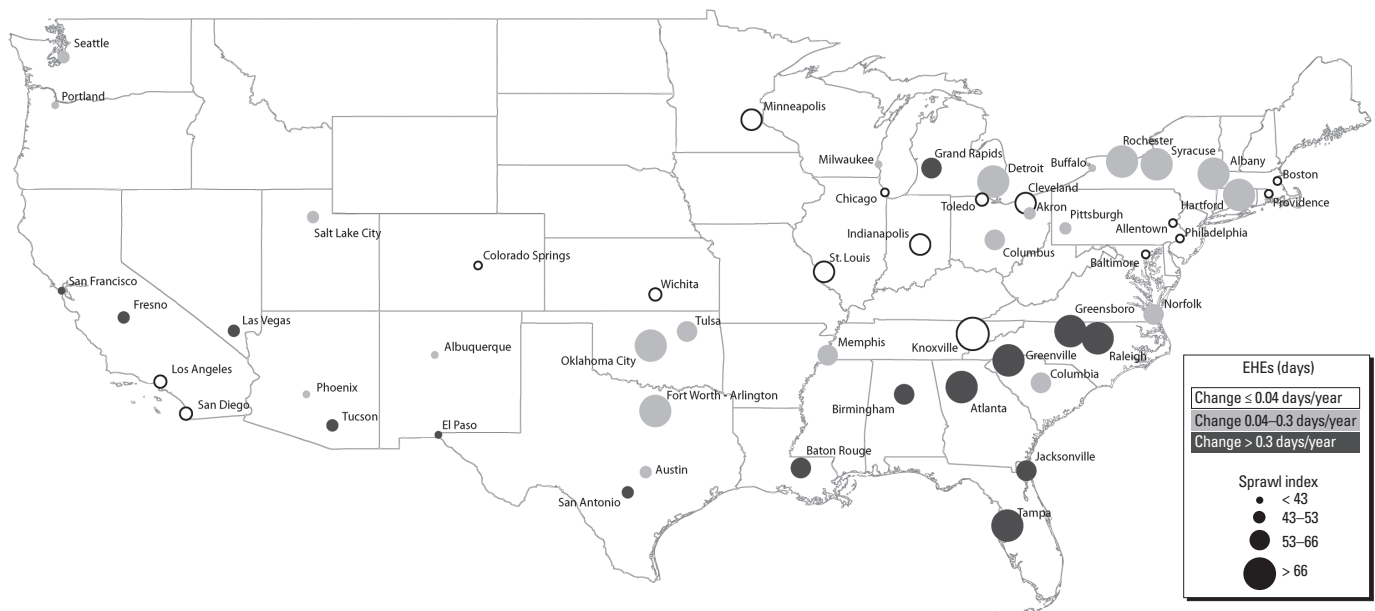 Seattle
Portland
Minneapolis
Milwaukee
Grand Rapids
Detroit
Buffalo
Rochester
Syracuse
Albany
Boston
Chicago
Toledo
Cleveland
Akron
Pittsburgh
Hartford
Providence
Allentown
Philadelphia
Salt Lake City
Indianapolis
Columbus
Baltimore
Colorado Springs
St. Louis
San Francisco
Wichita
Fresno
Las Vegas
Tulsa
Greensboro
Norfolk
Albuquerque
Oklahoma City
Memphis
Knoxville
Greenville
Raleigh
Los Angeles
Phoenix
Columbia
San Diego
Tucson
Fort Worth - Arlington
Birmingham
Atlanta
El Paso
Baton Rouge
Jacksonville
Austin
San Antonio
Tampa
EHEs (days)
Change ≤ 0.04 days/year
Change 0.04–0.3 days/year
Change > 0.3 days/year
Sprawl index
< 43
43–53
53–66
> 66